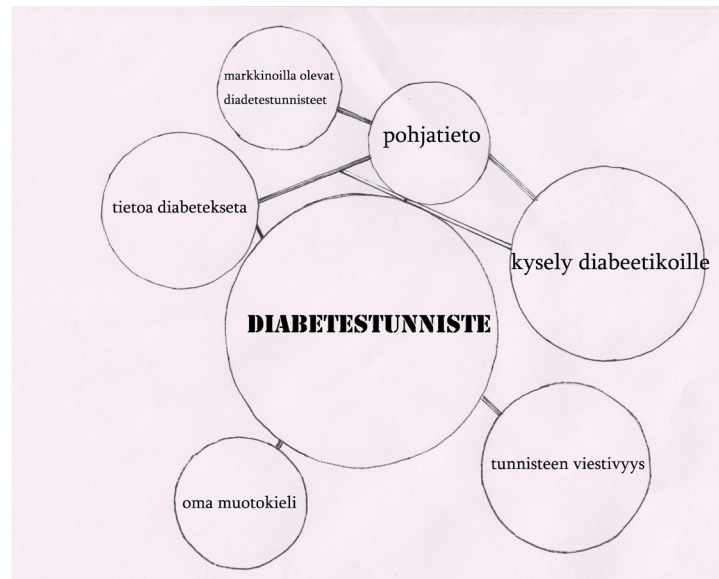 markkinoilla olevat
diadetestunnisteet
pohjatieto
tietoa diabetekseta
kysely diabeetikoille
DIABETESTUNNISTE
tunnisteen viestivyys
oma muotokieli